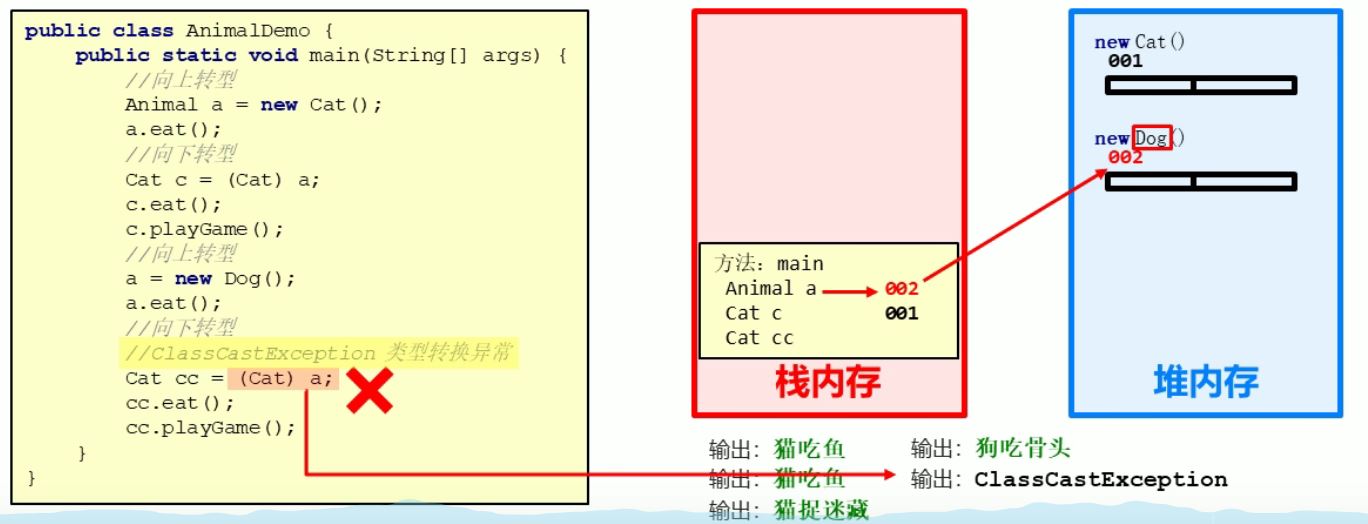 public class AnimalDemo {
public static void main(String[] args) {
//向上转型
Animal a = new Cat();
a.eat();
//向下转型
Cat c = (Cat) a;
c.eat();
c.playGame();
//向上转型
a = new Dog();
a.eat();
//向下转型
//ClassCastException 类型转换异常
Cat cc = (Cat) a;
cc.eat();
cc.playGame();
}
}
方法：main
Animal a 002
Cat c 001
Cat cc
栈内存
new Cat()
001
new Dog()
002
堆内存
输出：猫吃鱼
输出：猫吃鱼
输出：猫捉迷藏
输出：狗吃骨头
输出：ClassCastException